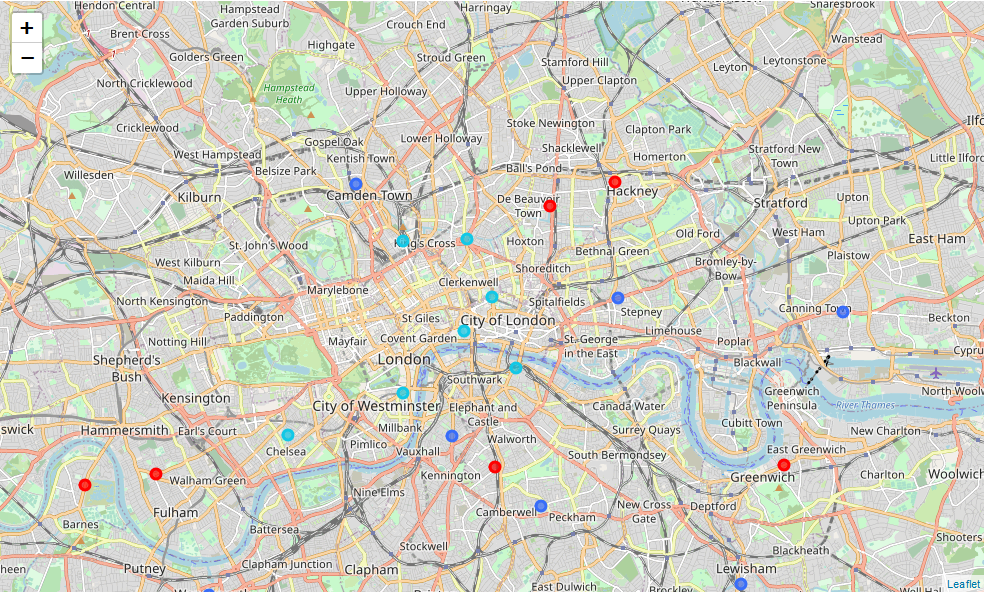 Hendon Central
Hampstead
Garden Suburb
Harringay
Sharesbrook
+
Brent Cross
Crouch End
Wanstead
−
Highgate
Golders Green
Stroud Green
Stamford Hill
Leyton
Leytonstone
North Cricklewood
Hampstead
Heath
Upper Holloway
Upper Clapton
Cricklewood
Gospel Oak
Lower Holloway
Stoke Newington
Clapton Park
Ilfo
West Hampstead
Kentish Town
Shacklewell
Homerton
Stratford New
Town
Little Ilford
Willesden
Belsize Park
Ball's Pond
Kilburn
Camden Town
De Beauvoir
Town
Hackney
Stratford
Upton
Upton Park
St. John's Wood
King's Cross
Hoxton
Bethnal Green
Old Ford
West Ham
East Ham
West Kilburn
Shoreditch
Bromley-by-
Bow
Plaistow
Maida Hill
Clerkenwell
North Kensington
Marylebone
Spitalfields
Paddington
St Giles
City of London
Stepney
Canning Town
Beckton
Notting Hill
Mayfair
Covent Garden
St. George
in the East
Limehouse
Poplar
Shepherd's
Bush
London
Blackwall
Cypru
Kensington
Southwark
Greenwich
Peninsula
North Woolw
City of Westminster
Elephant and
Castle
Canada Water
River Thames
swick
Hammersmith
Earl's Court
Millbank
Surrey Quays
Cubitt Town
New Charlton
Chelsea
Pimlico
Vauxhall
Walworth
South Bermondsey
East Greenwich
Walham Green
Kennington
Greenwich
Charlton
Woolwich
Nine Elms
Fulham
Camberwell
Peckham
New Cross
Gate
Deptford
Barnes
Battersea
Shooters
Stockwell
Blackheath
heen
Putney
Clapham Junction
Clapham
Lewisham
East Dulwich
Brockley
Well Hall
Leaflet